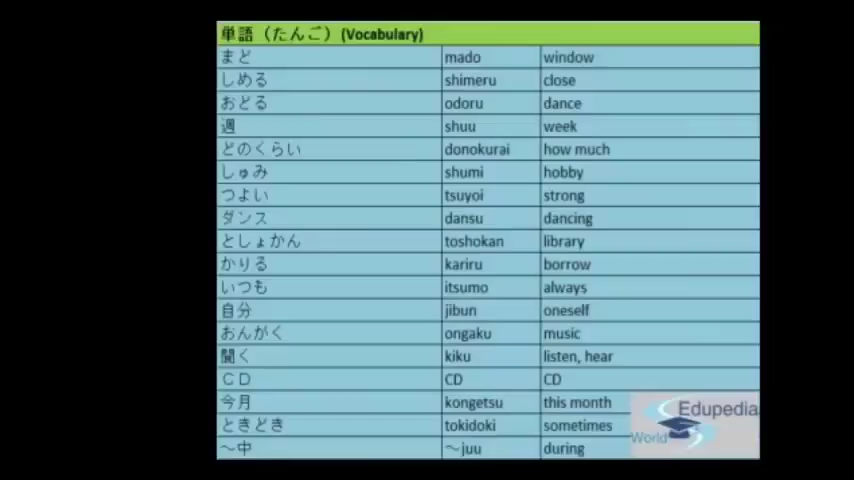 単語（たんご）(Vocabulary)
まど mado window
しめる shimeru close
おどる odoru dance
週 shuu week
どのくらい donokurai how much
しゅみ shumi hobby
つよい tsuyoi strong
ダンス dansu dancing
としょかん toshokan library
かりる kariru borrow
いつも itsumo always
自分 jibun oneself
おんがく ongaku music
聞く kiku listen, hear
ＣＤ CD CD
今月 kongetsu this month
ときどき tokidoki sometimes
～中 ～juu during
Edupedia
World